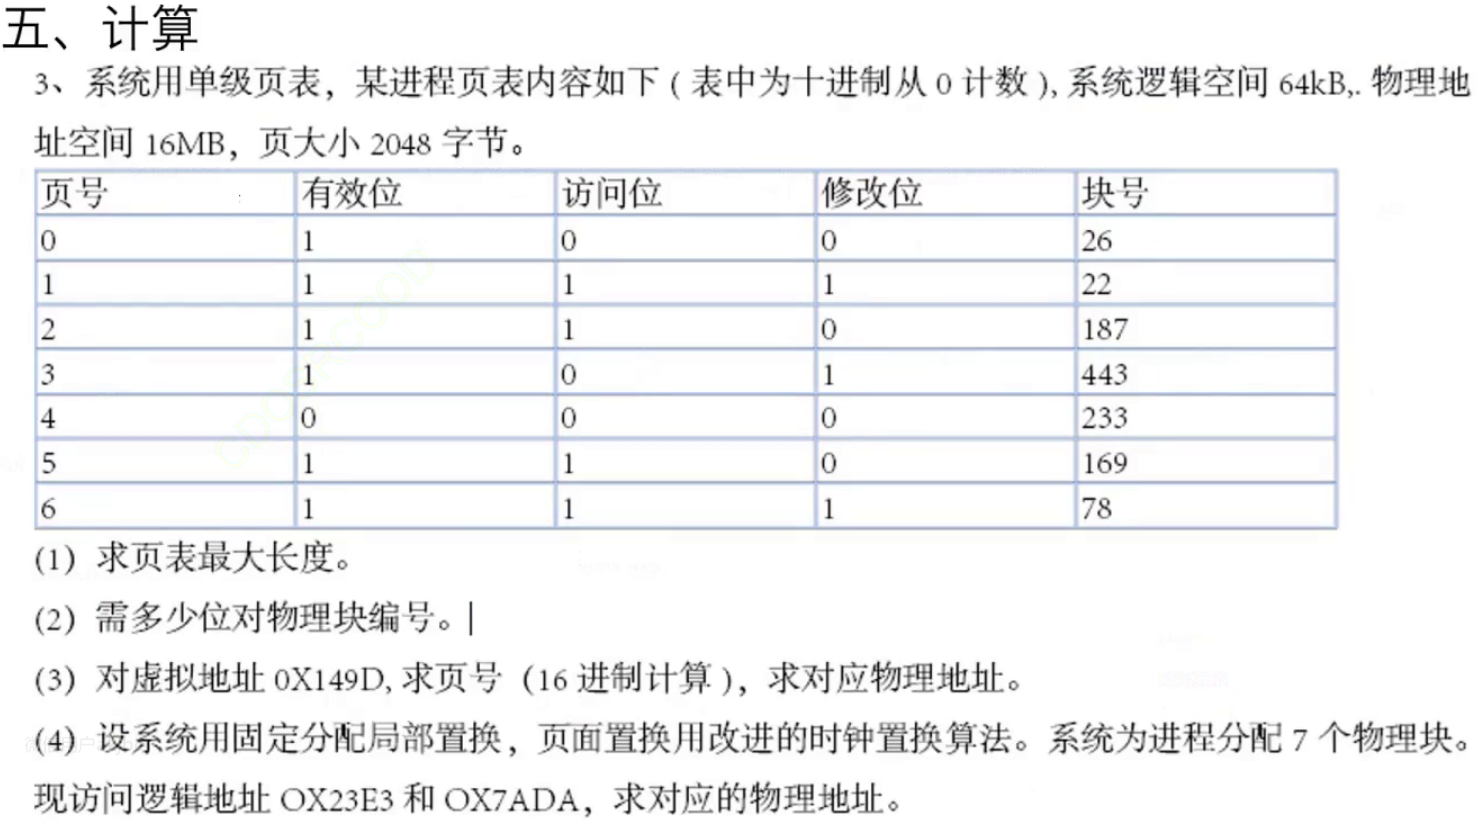 五、计算
3、系统用单级页表，某进程页表内容如下（表中为十进制从 0 计数），系统逻辑空间 64kB,. 物理地
址空间 16MB，页大小 2048 字节。
页号 有效位 访问位 修改位 块号
0 1 0 0 26
1 1 1 1 22
2 1 1 0 187
3 1 0 1 443
4 0 0 0 233
5 1 1 0 169
6 1 1 1 78
(1) 求页表最大长度。
(2) 需多少位对物理块编号。
(3) 对虚拟地址 0X149D, 求页号（16 进制计算），求对应物理地址。
(4) 设系统用固定分配局部置换，页面置换用改进的时钟置换算法。系统为进程分配 7 个物理块。
现访问逻辑地址 OX23E3 和 OX7ADA，求对应的物理地址。